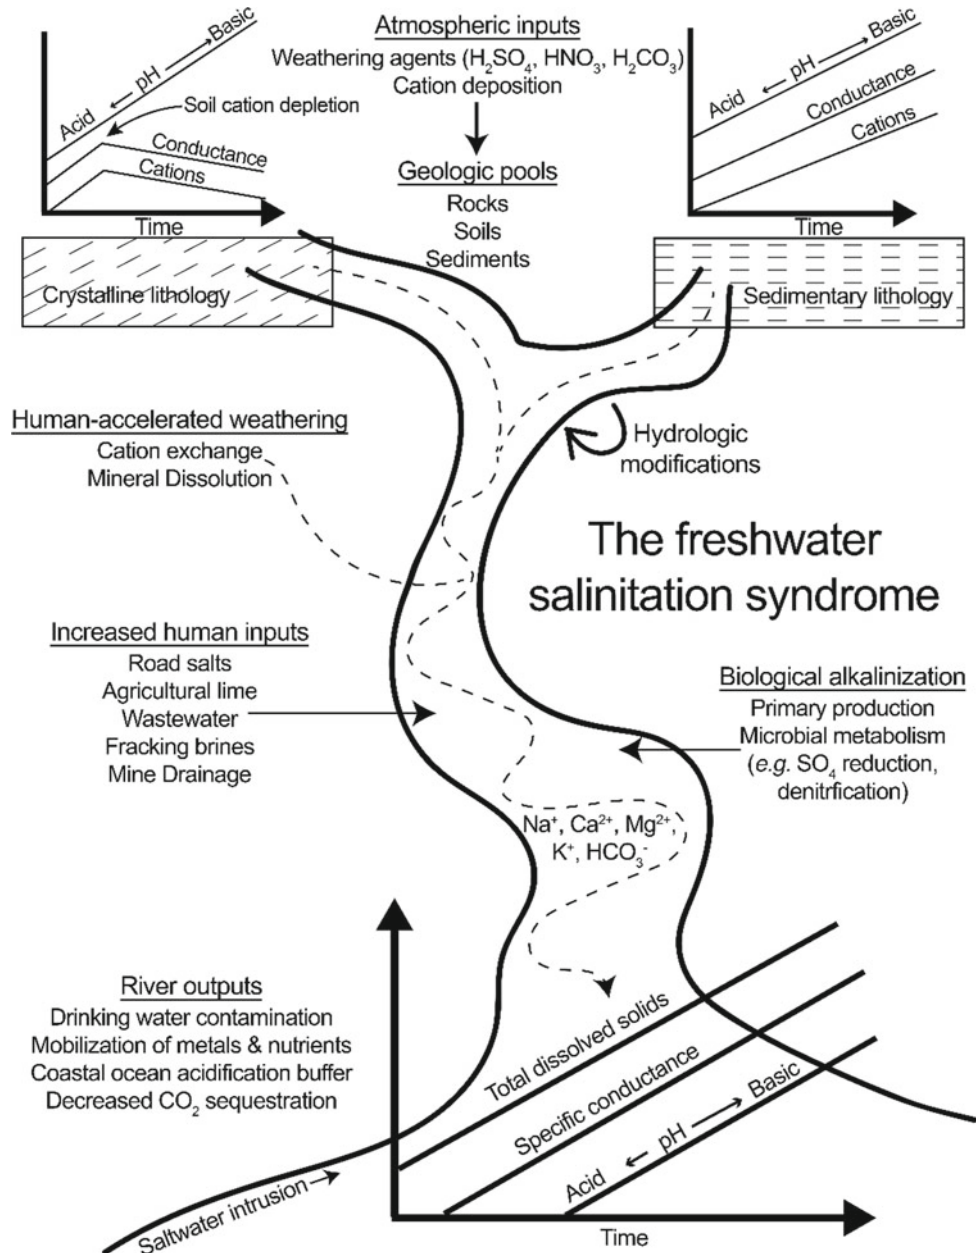 Atmospheric inputs
Weathering agents (H₂SO₄, HNO₃, H₂CO₃)
Cation deposition
Acid ← pH → Basic
Soil cation depletion
Conductance
Cations
Time
Acid ← pH → Basic
Conductance
Cations
Time
Geologic pools
Rocks
Soils
Sediments
Crystalline lithology
Sedimentary lithology
Human-accelerated weathering
Cation exchange
Mineral Dissolution
Hydrologic
modifications
The freshwater
salinitation syndrome
Increased human inputs
Road salts
Agricultural lime
Wastewater
Fracking brines
Mine Drainage
Biological alkalinization
Primary production
Microbial metabolism
(e.g. SO₄ reduction,
denitrfication)
Na⁺, Ca²⁺, Mg²⁺,
K⁺, HCO₃⁻
River outputs
Drinking water contamination
Mobilization of metals & nutrients
Coastal ocean acidification buffer
Decreased CO₂ sequestration
Total dissolved solids
Specific conductance
Acid ← pH → Basic
Saltwater intrusion →
Time